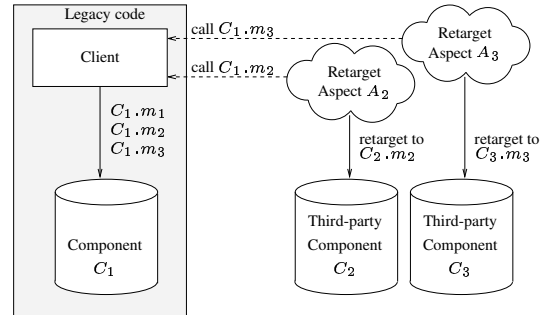 Legacy code
Client
call C₁.m₃
call C₁.m₂
Retarget
Aspect A₃
Retarget
Aspect A₂
C₁.m₁
C₁.m₂
C₁.m₃
retarget to
C₂.m₂
retarget to
C₃.m₃
Component
C₁
Third-party
Component
C₂
Third-party
Component
C₃